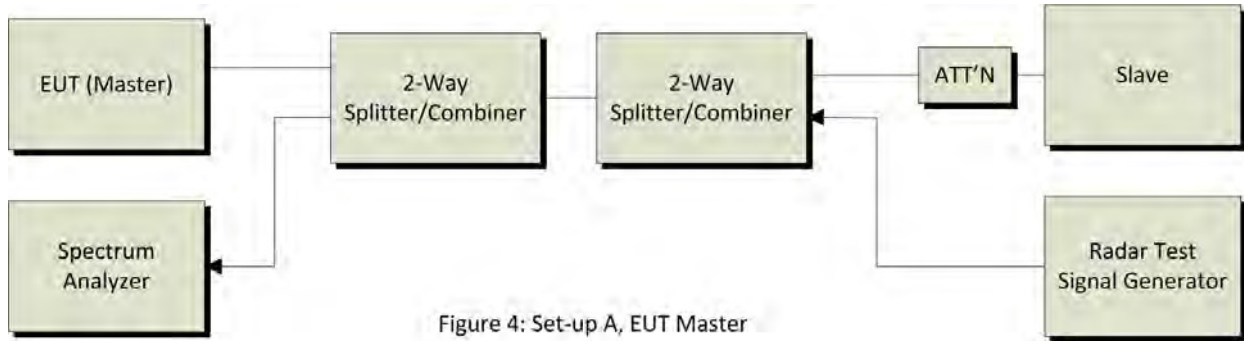 EUT (Master)
2-Way
Splitter/Combiner
2-Way
Splitter/Combiner
ATT'N
Slave
Spectrum
Analyzer
Radar Test
Signal Generator
Figure 4: Set-up A, EUT Master